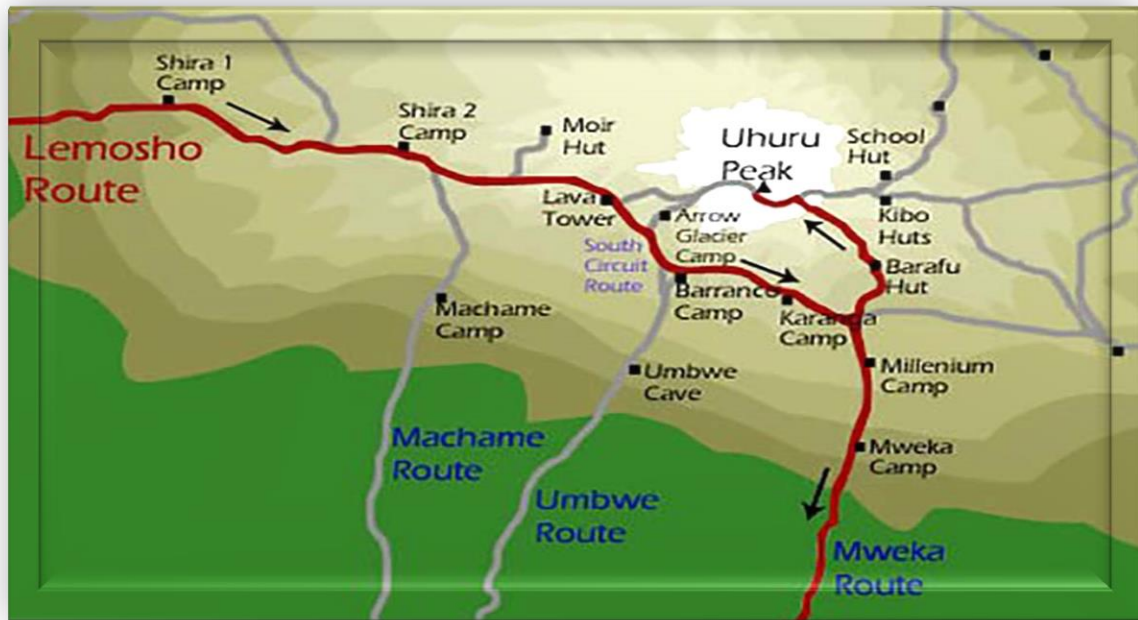 Shira 1
Camp
Lemosho
Route
Shira 2
Camp
Moir
Hut
Uhuru
Peak
School
Hut
Lava
Tower
Arrow
Glacier
Camp
Kibo
Huts
South
Circuit
Route
Barafu
Hut
Barranco
Camp
Karanga
Camp
Machame
Camp
Umbwe
Cave
Millenium
Camp
Mweka
Camp
Machame
Route
Umbwe
Route
Mweka
Route